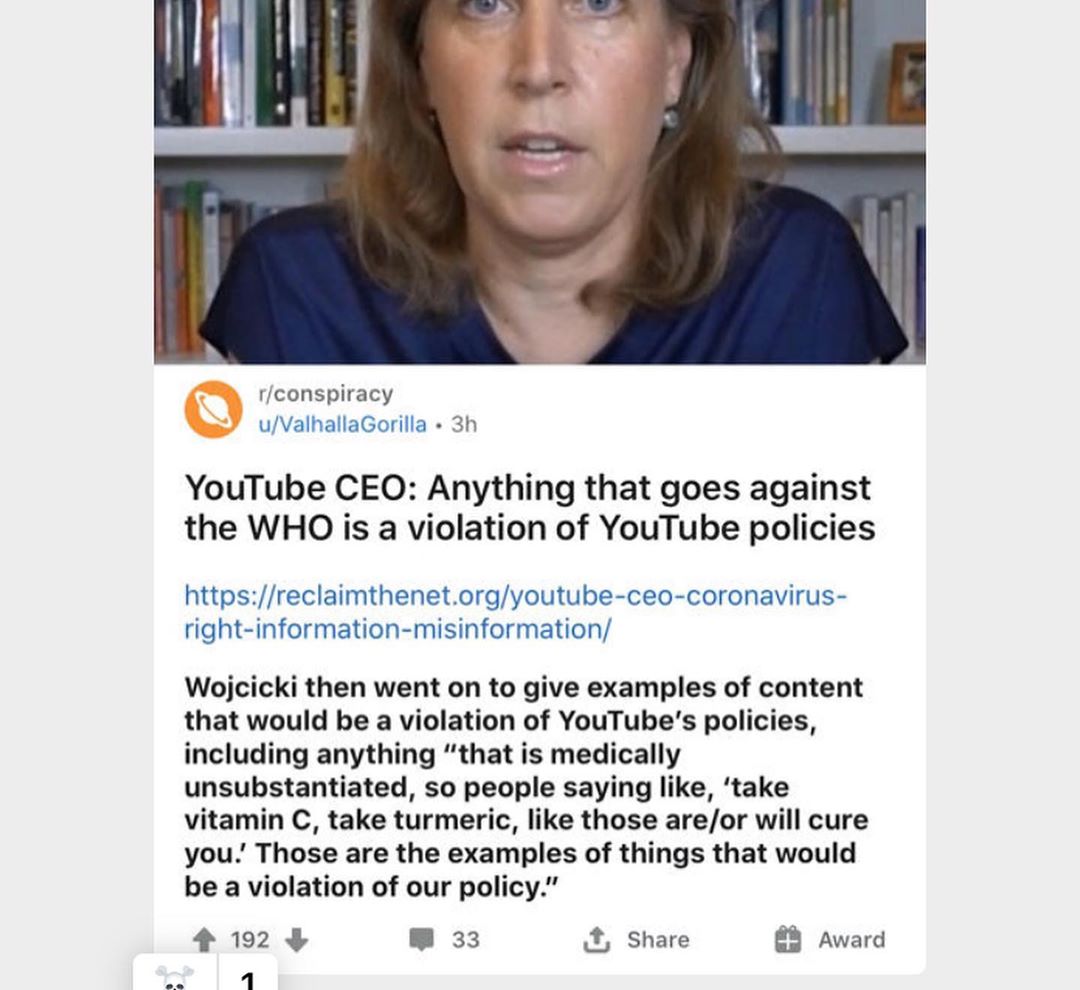 r/conspiracy
u/ValhallaGorilla • 3h
YouTube CEO: Anything that goes against
the WHO is a violation of YouTube policies
https://reclaimthenet.org/youtube-ceo-coronavirus-
right-information-misinformation/
Wojcicki then went on to give examples of content
that would be a violation of YouTube’s policies,
including anything “that is medically
unsubstantiated, so people saying like, ‘take
vitamin C, take turmeric, like those are/or will cure
you.’ Those are the examples of things that would
be a violation of our policy.”
192 33 Share Award
1